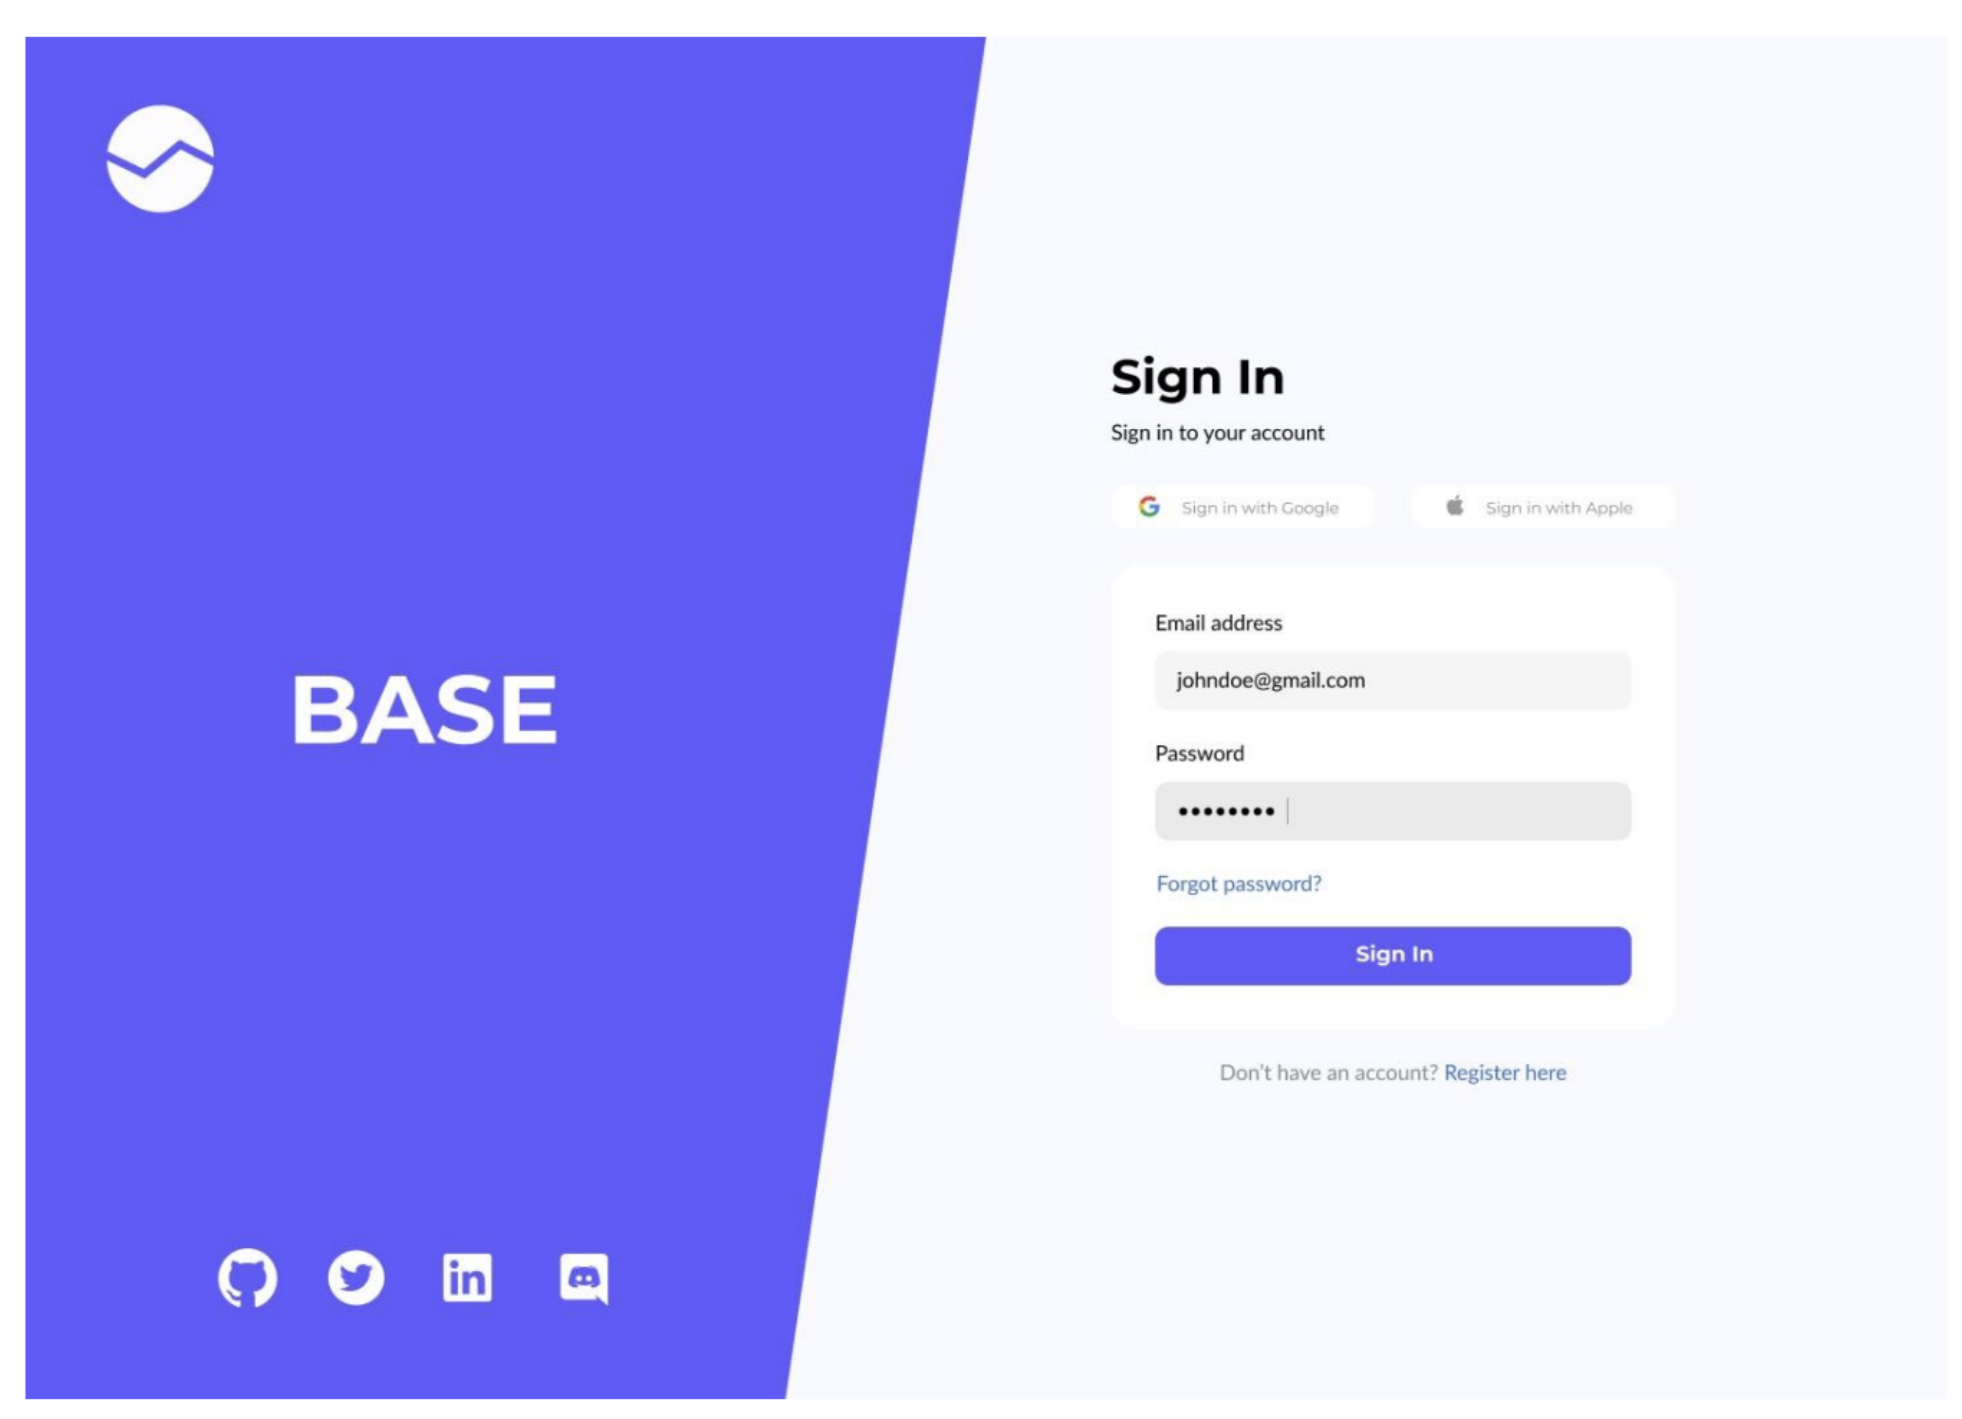 BASE
Sign In
Sign in to your account
Sign in with Google
Sign in with Apple
Email address
johndoe@gmail.com
Password
••••••••
Forgot password?
Sign In
Don't have an account? Register here